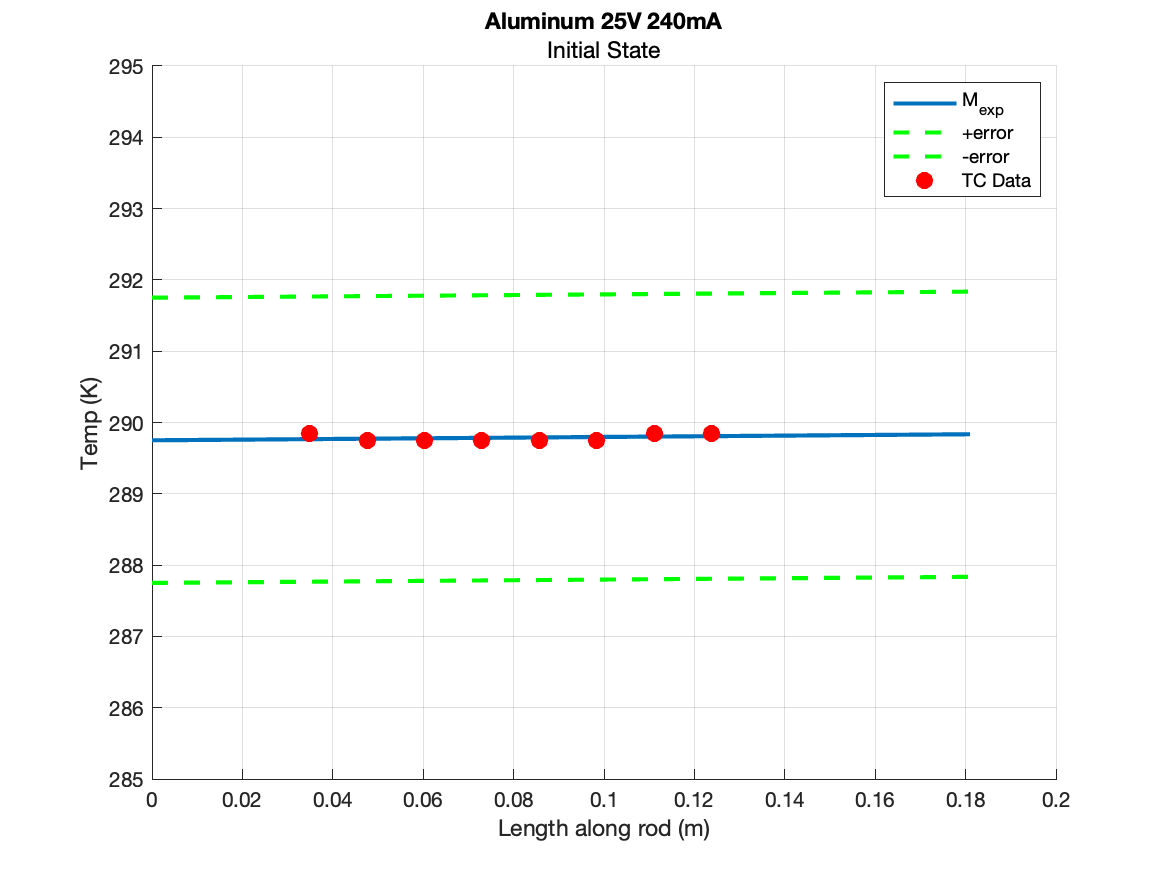 Aluminum 25V 240mA
Initial State
295
294
293
292
291
290
289
288
287
286
285
Temp (K)
M_exp
+error
-error
TC Data
0 0.02 0.04 0.06 0.08 0.1 0.12 0.14 0.16 0.18 0.2
Length along rod (m)